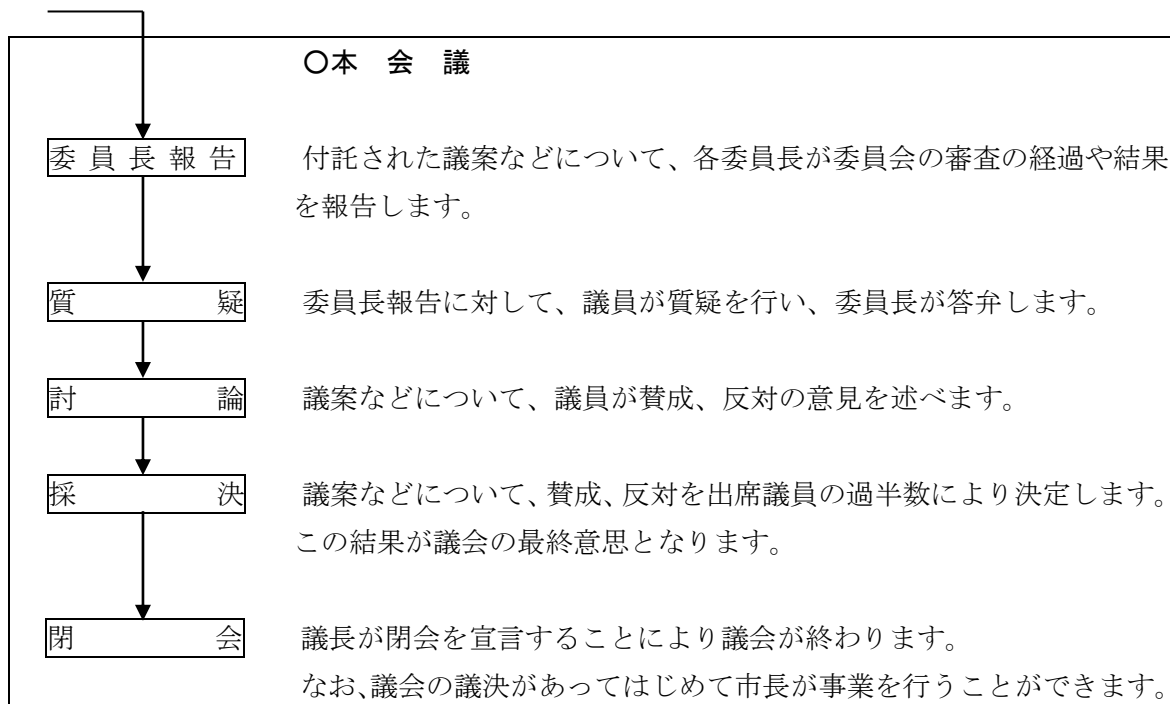 〇本　会　議
委 員 長 報 告　付託された議案などについて、各委員長が委員会の審査の経過や結果
を報告します。
質　疑　委員長報告に対して、議員が質疑を行い、委員長が答弁します。
討　論　議案などについて、議員が賛成、反対の意見を述べます。
採　決　議案などについて、賛成、反対を出席議員の過半数により決定します。
この結果が議会の最終意思となります。
閉　会　議長が閉会を宣言することにより議会が終わります。
なお、議会の議決があってはじめて市長が事業を行うことができます。